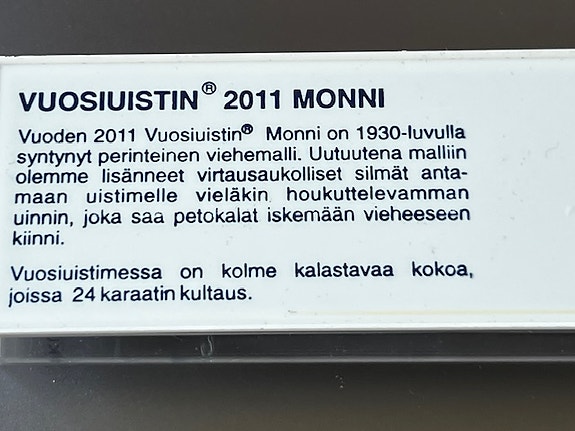 VUOSIUISTIN® 2011 MONNI
Vuoden 2011 Vuosiuistin® Monni on 1930-luvulla
syntynyt perinteinen viehemalli. Uutuutena malliin
olemme lisänneet virtausaukolliset silmät anta-
maan uistimelle vieläkin houkuttelevamman
uinnin, joka saa petokalat iskemään vieheeseen
kiinni.
Vuosiuistimessa on kolme kalastavaa kokoa,
joissa 24 karaatin kultaus.